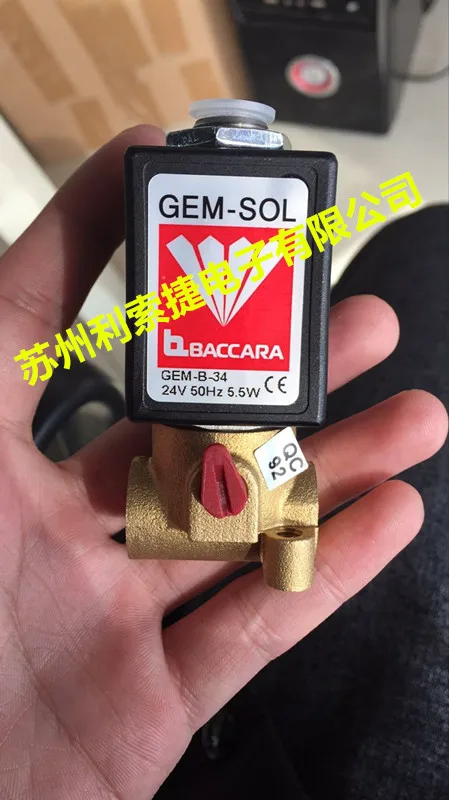 GEM-SOL
苏州利索捷电子有限公司
BACCARA
GEM-B-34
24V 50Hz 5.5W CE
QC
92